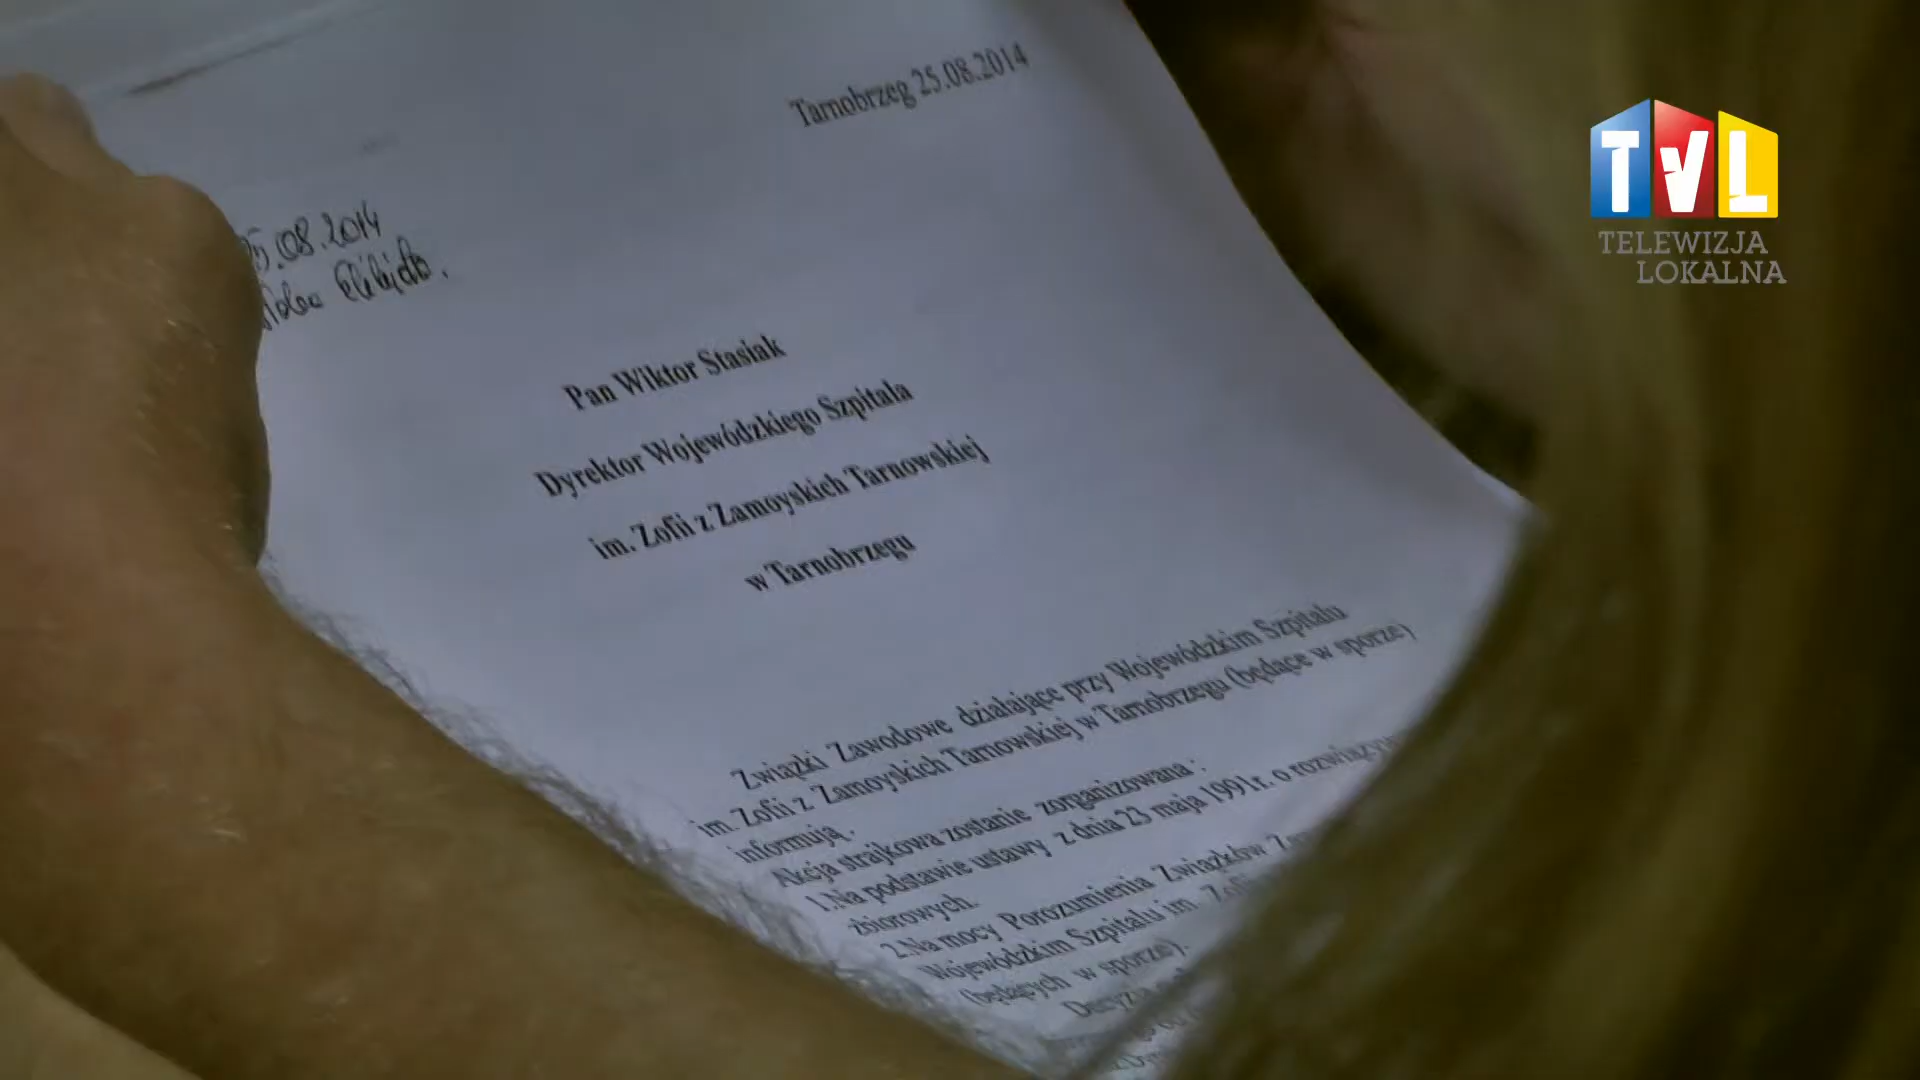 Tarnobrzeg 25.08.2014
TVL
TELEWIZJA
LOKALNA
25.08.2014
Pan Wiktor Stasiak
Dyrektor Wojewódzkiego Szpitala
im. Zofii z Zamoyskich Tarnowskiej
w Tarnobrzegu
Związki Zawodowe działające przy Wojewódzkim Szpitalu
im. Zofii z Zamoyskich Tarnowskiej w Tarnobrzegu (będące w sporze)
informują.
Akcja strajkowa zostanie zorganizowana :
1.Na podstawie ustawy z dnia 23 maja 1991r. o
zbiorowych.
2.Na mocy Porozumienia Związków
Wojewódzkim Szpitalu im. Zofii
(będących w sporze).